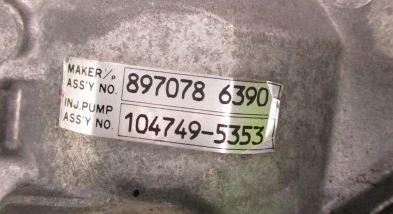 MAKER I/P 897078 6390
ASS'Y NO.
INJ.PUMP 104749-5353
ASS'Y NO.